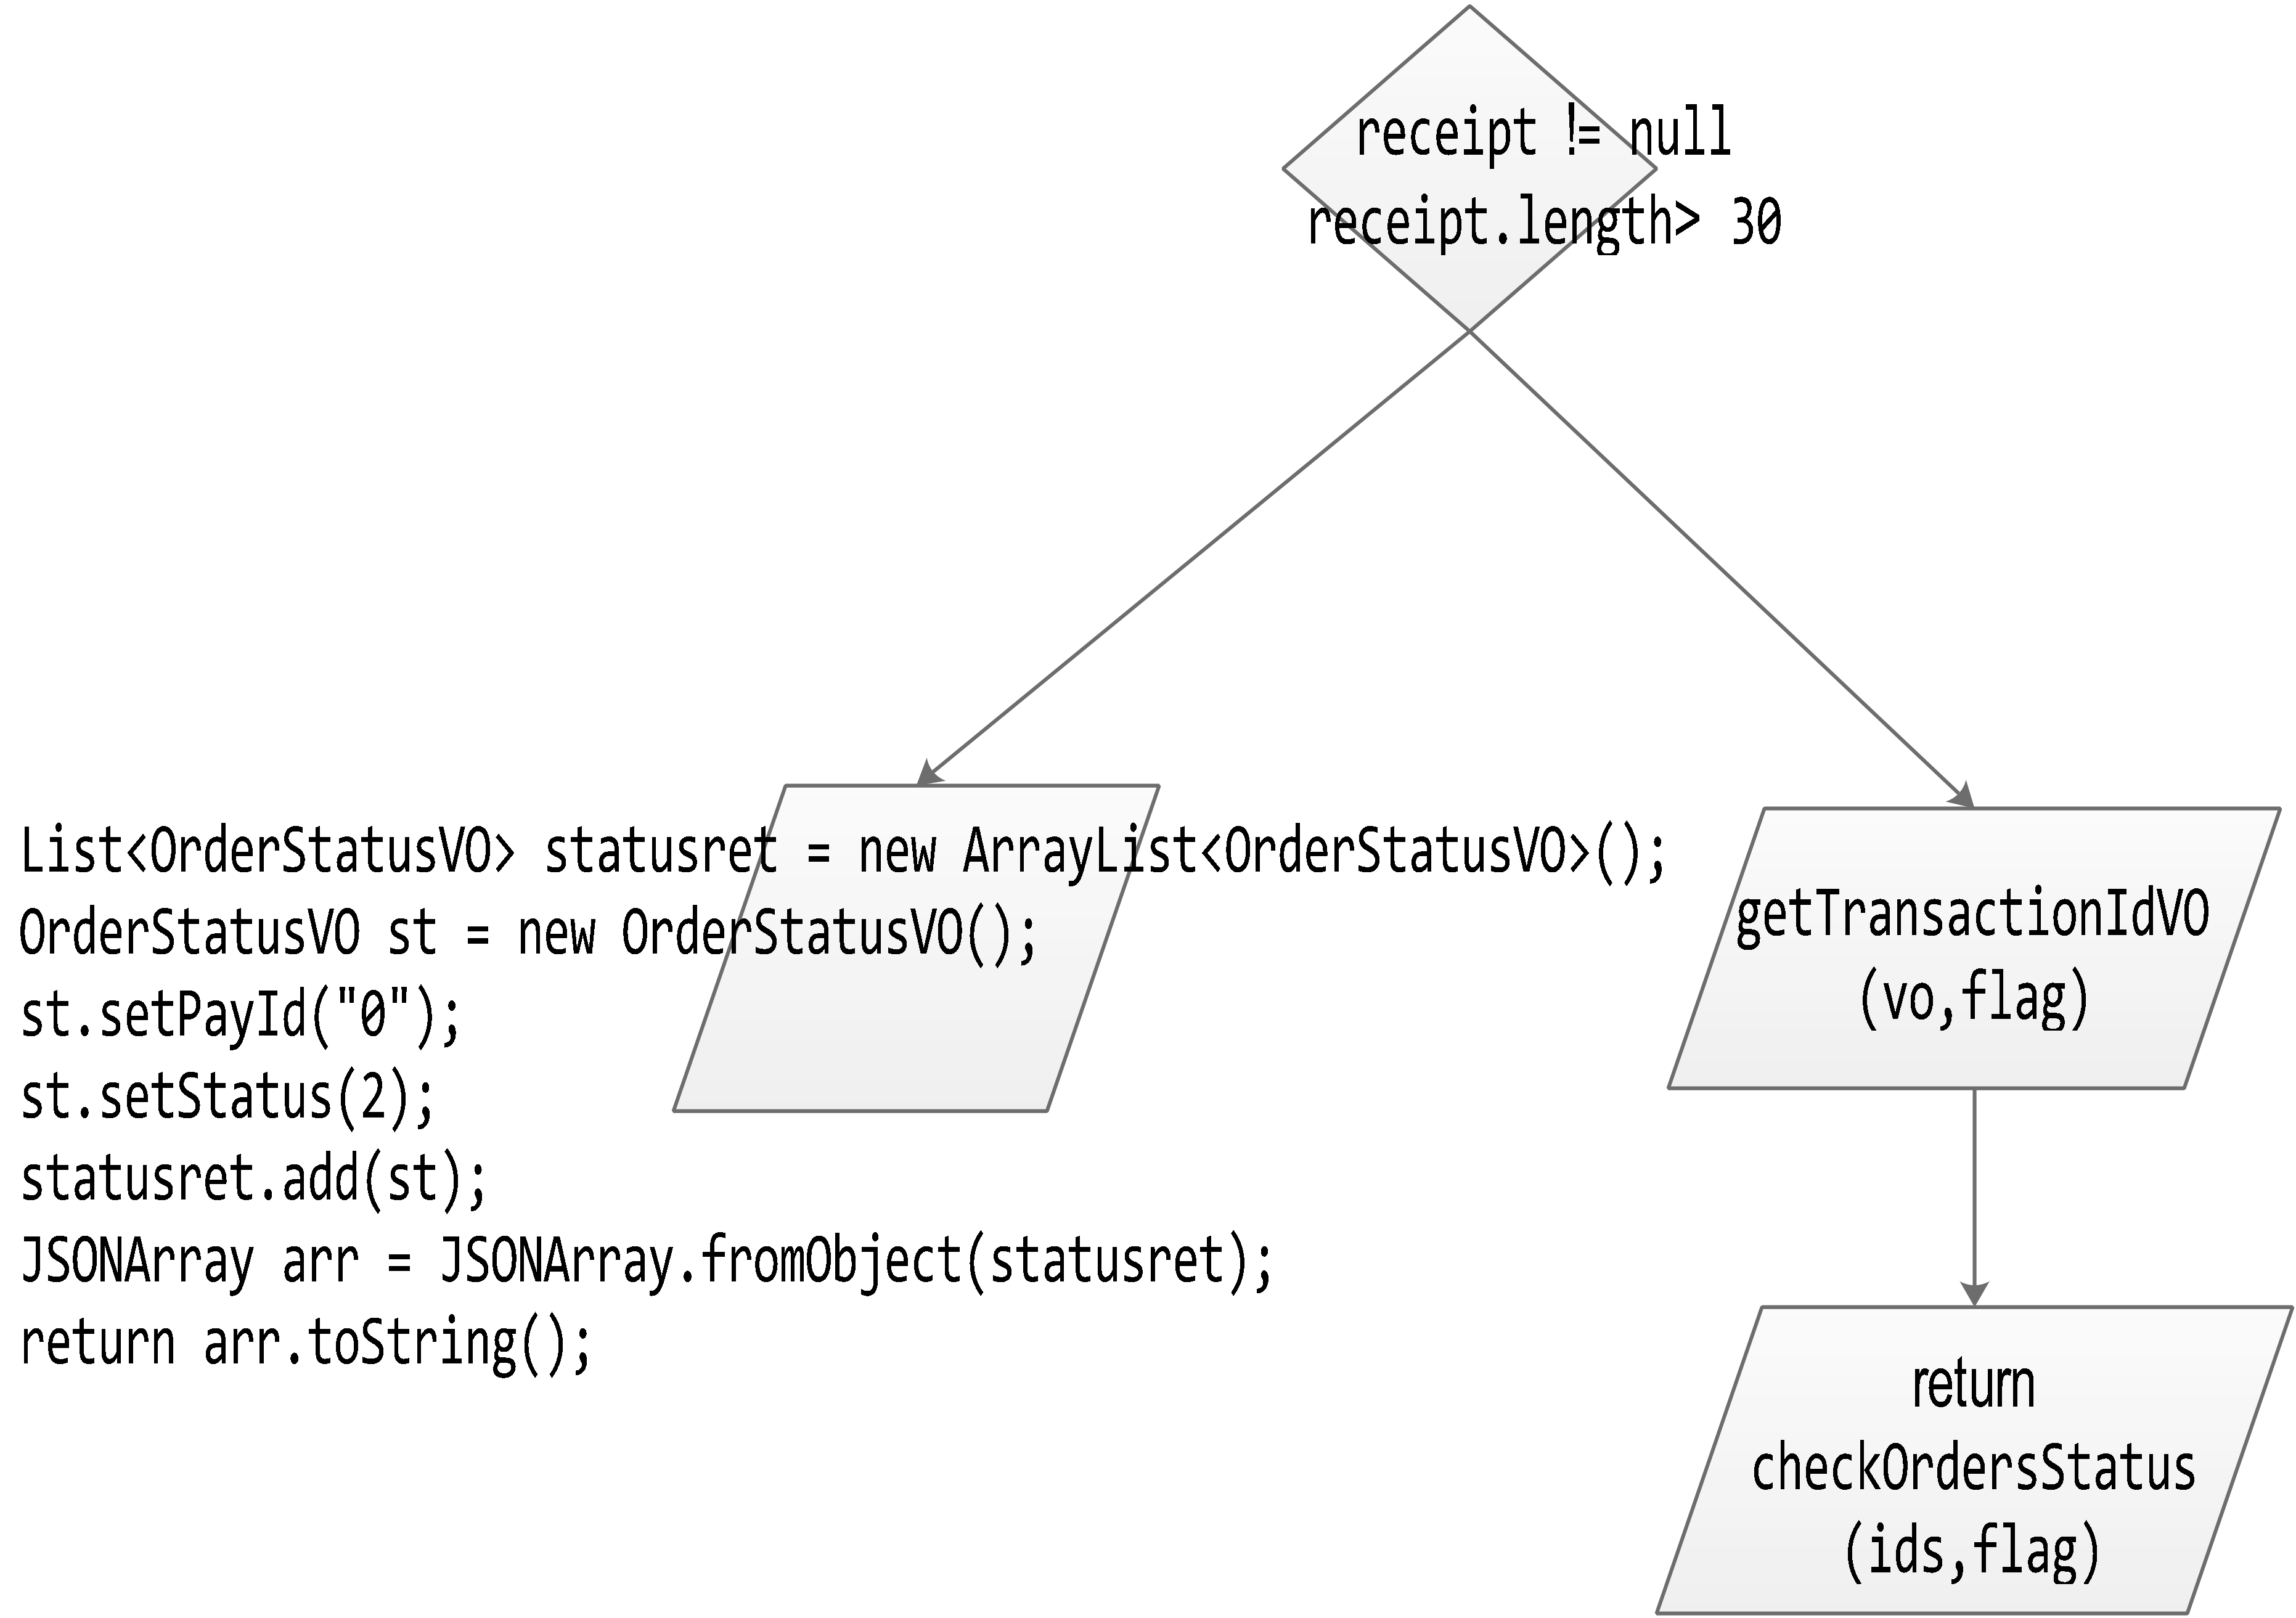 receipt != null
receipt.length> 30
List<OrderStatusVO> statusret = new ArrayList<OrderStatusVO>();
OrderStatusVO st = new OrderStatusVO();
st.setPayId("0");
st.setStatus(2);
statusret.add(st);
JSONArray arr = JSONArray.fromObject(statusret);
return arr.toString();
getTransactionIdVO
(vo,flag)
return
checkOrdersStatus
(ids,flag)